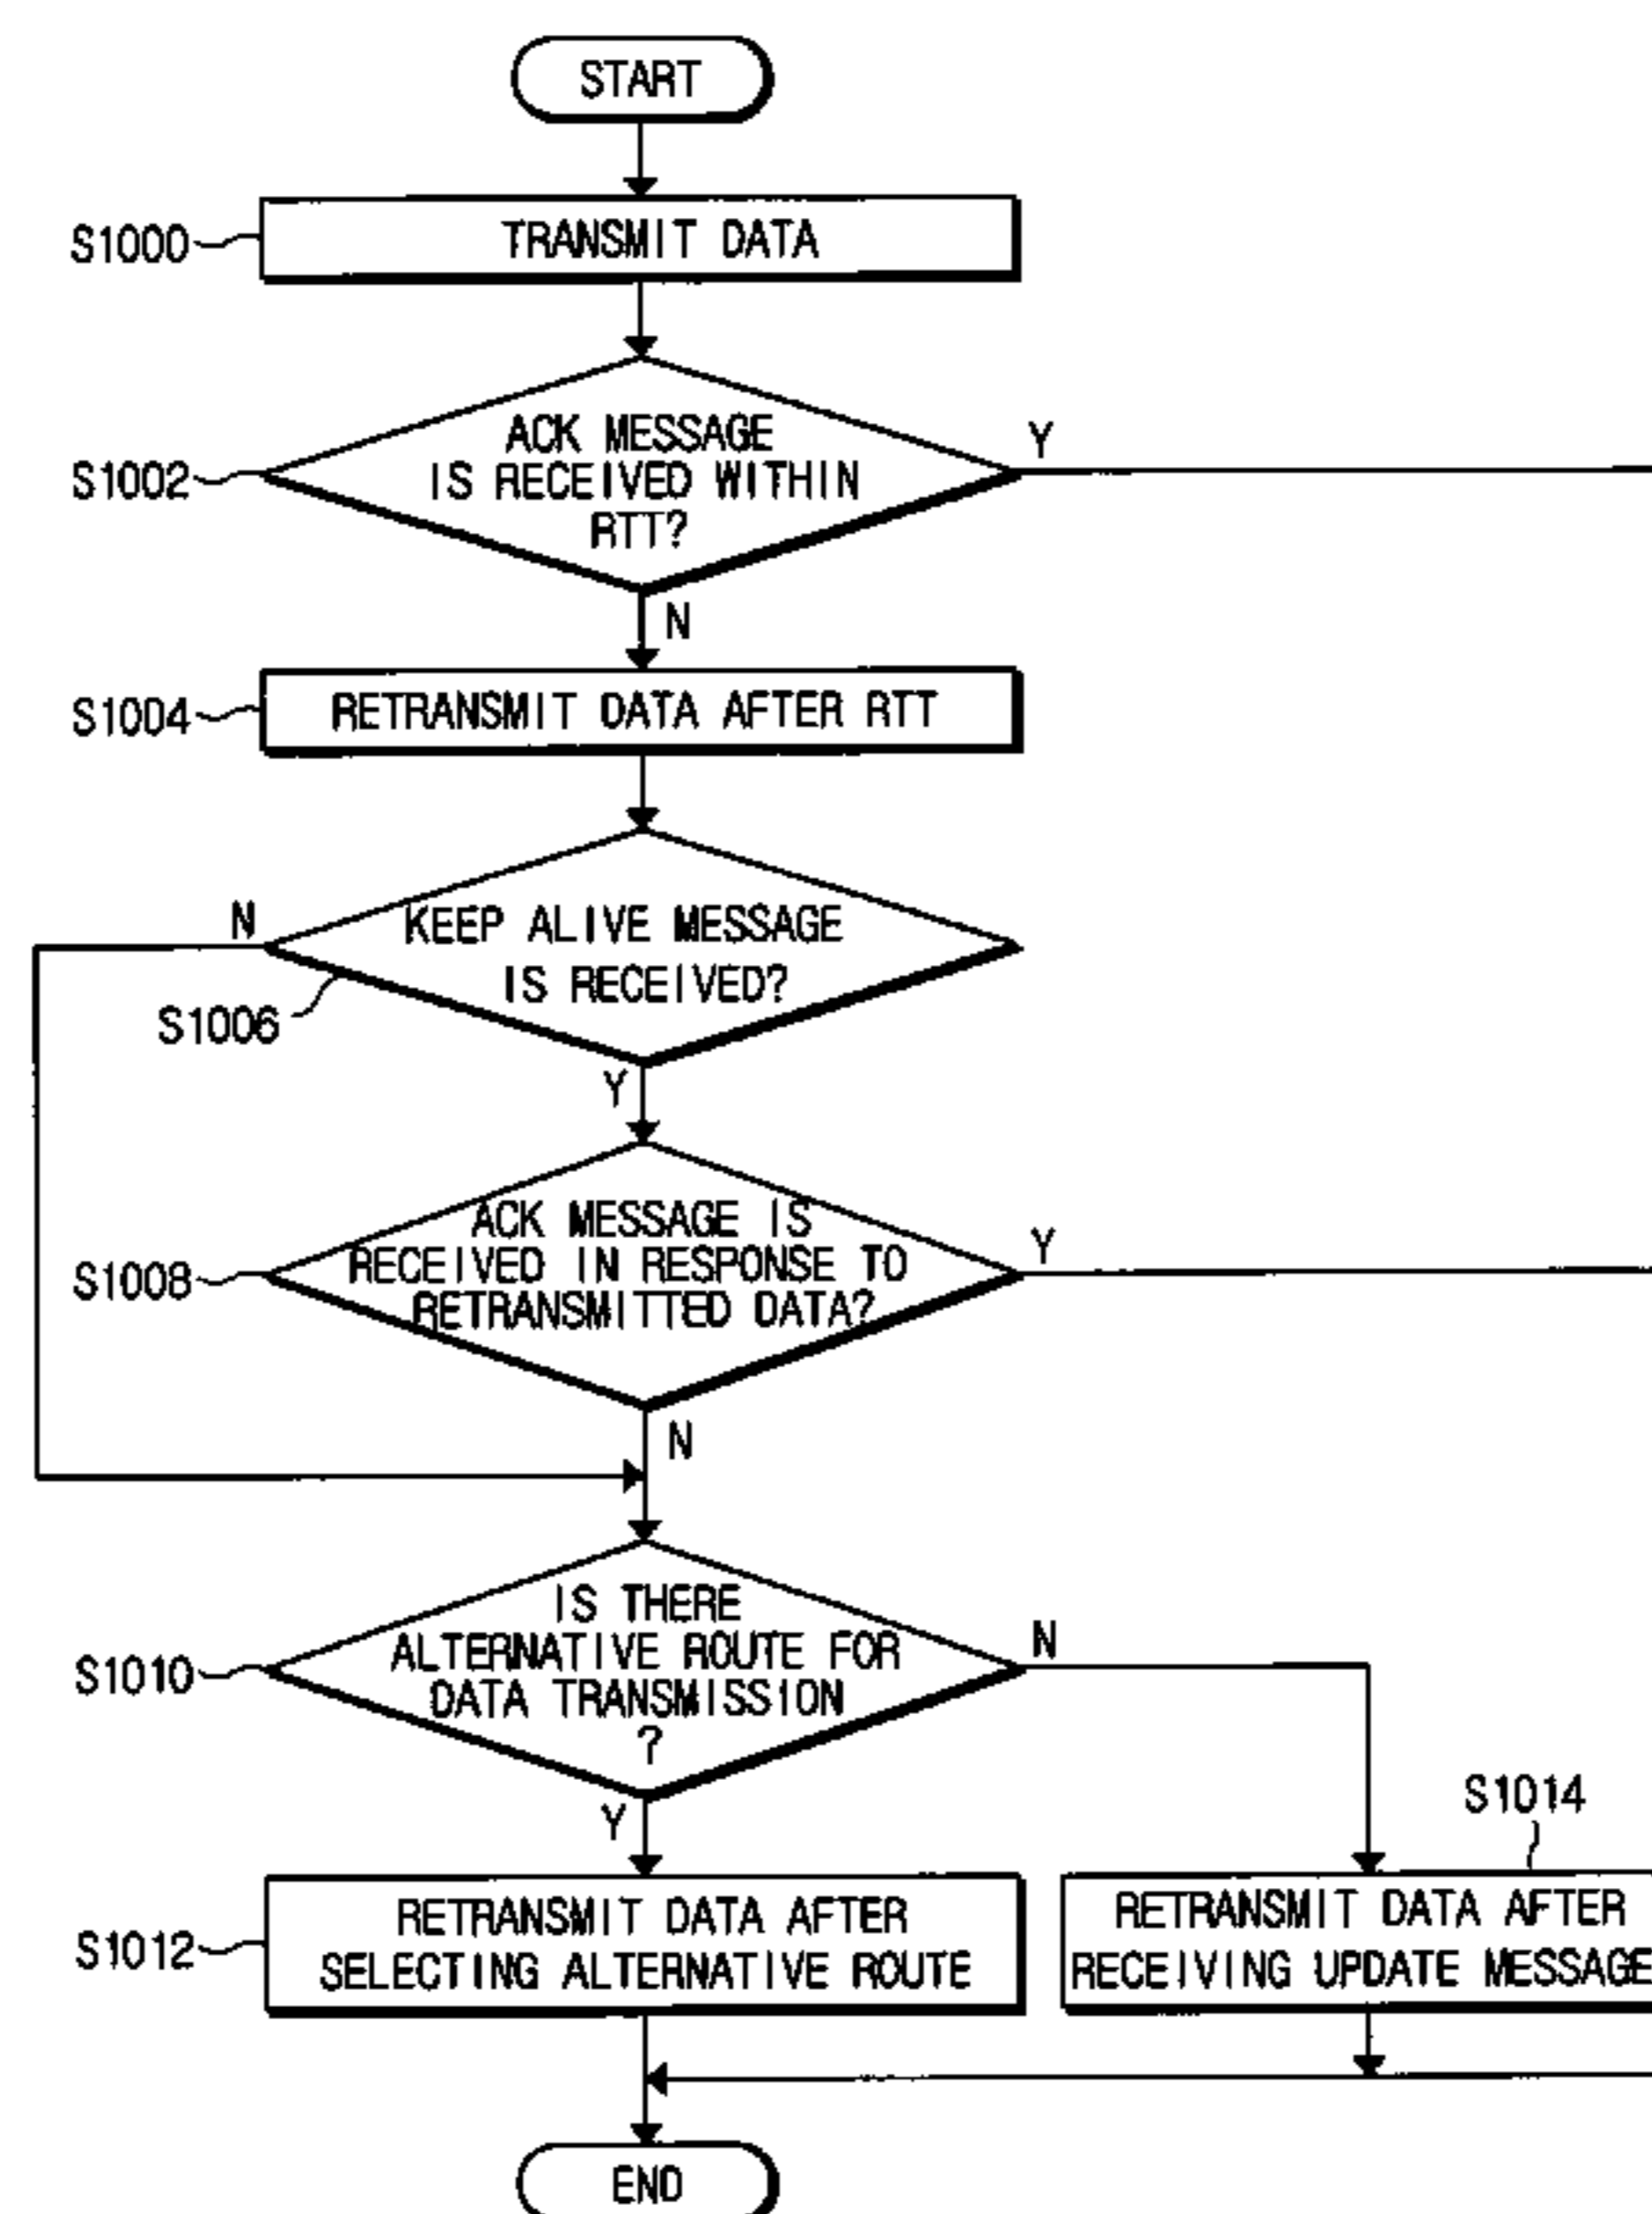 START
S1000
TRANSMIT DATA
S1002
ACK MESSAGE
IS RECEIVED WITHIN
RTT?
Y
N
S1004
RETRANSMIT DATA AFTER RTT
N
KEEP ALIVE MESSAGE
IS RECEIVED?
S1006
Y
S1008
ACK MESSAGE IS
RECEIVED IN RESPONSE TO
RETRANSMITTED DATA?
Y
N
S1010
IS THERE
ALTERNATIVE ROUTE FOR
DATA TRANSMISSION
?
N
Y
S1014
S1012
RETRANSMIT DATA AFTER
SELECTING ALTERNATIVE ROUTE
RETRANSMIT DATA AFTER
RECEIVING UPDATE MESSAGE
END